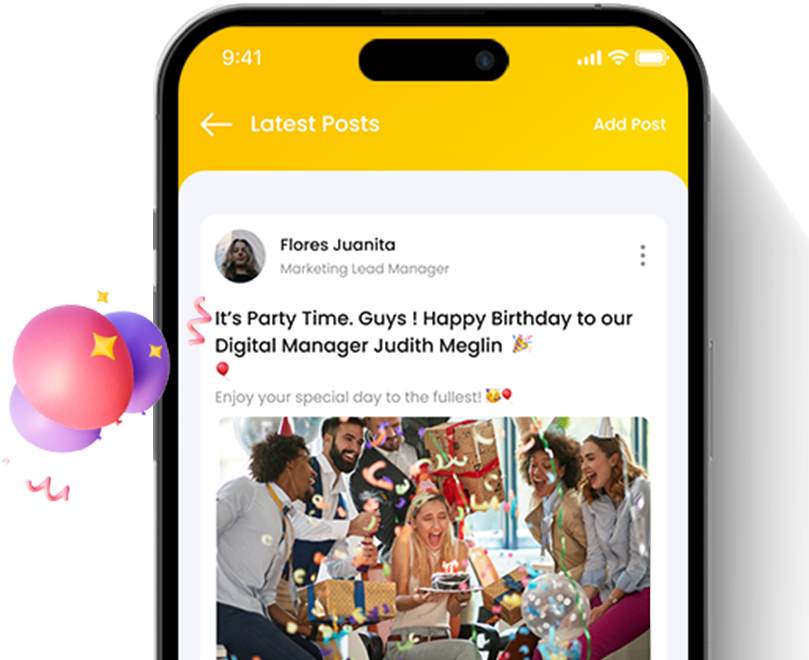 9:41
Latest Posts
Add Post
Flores Juanita
Marketing Lead Manager
It's Party Time. Guys ! Happy Birthday to our
Digital Manager Judith Meglin 🎉
🎈
Enjoy your special day to the fullest! 🥳🎈